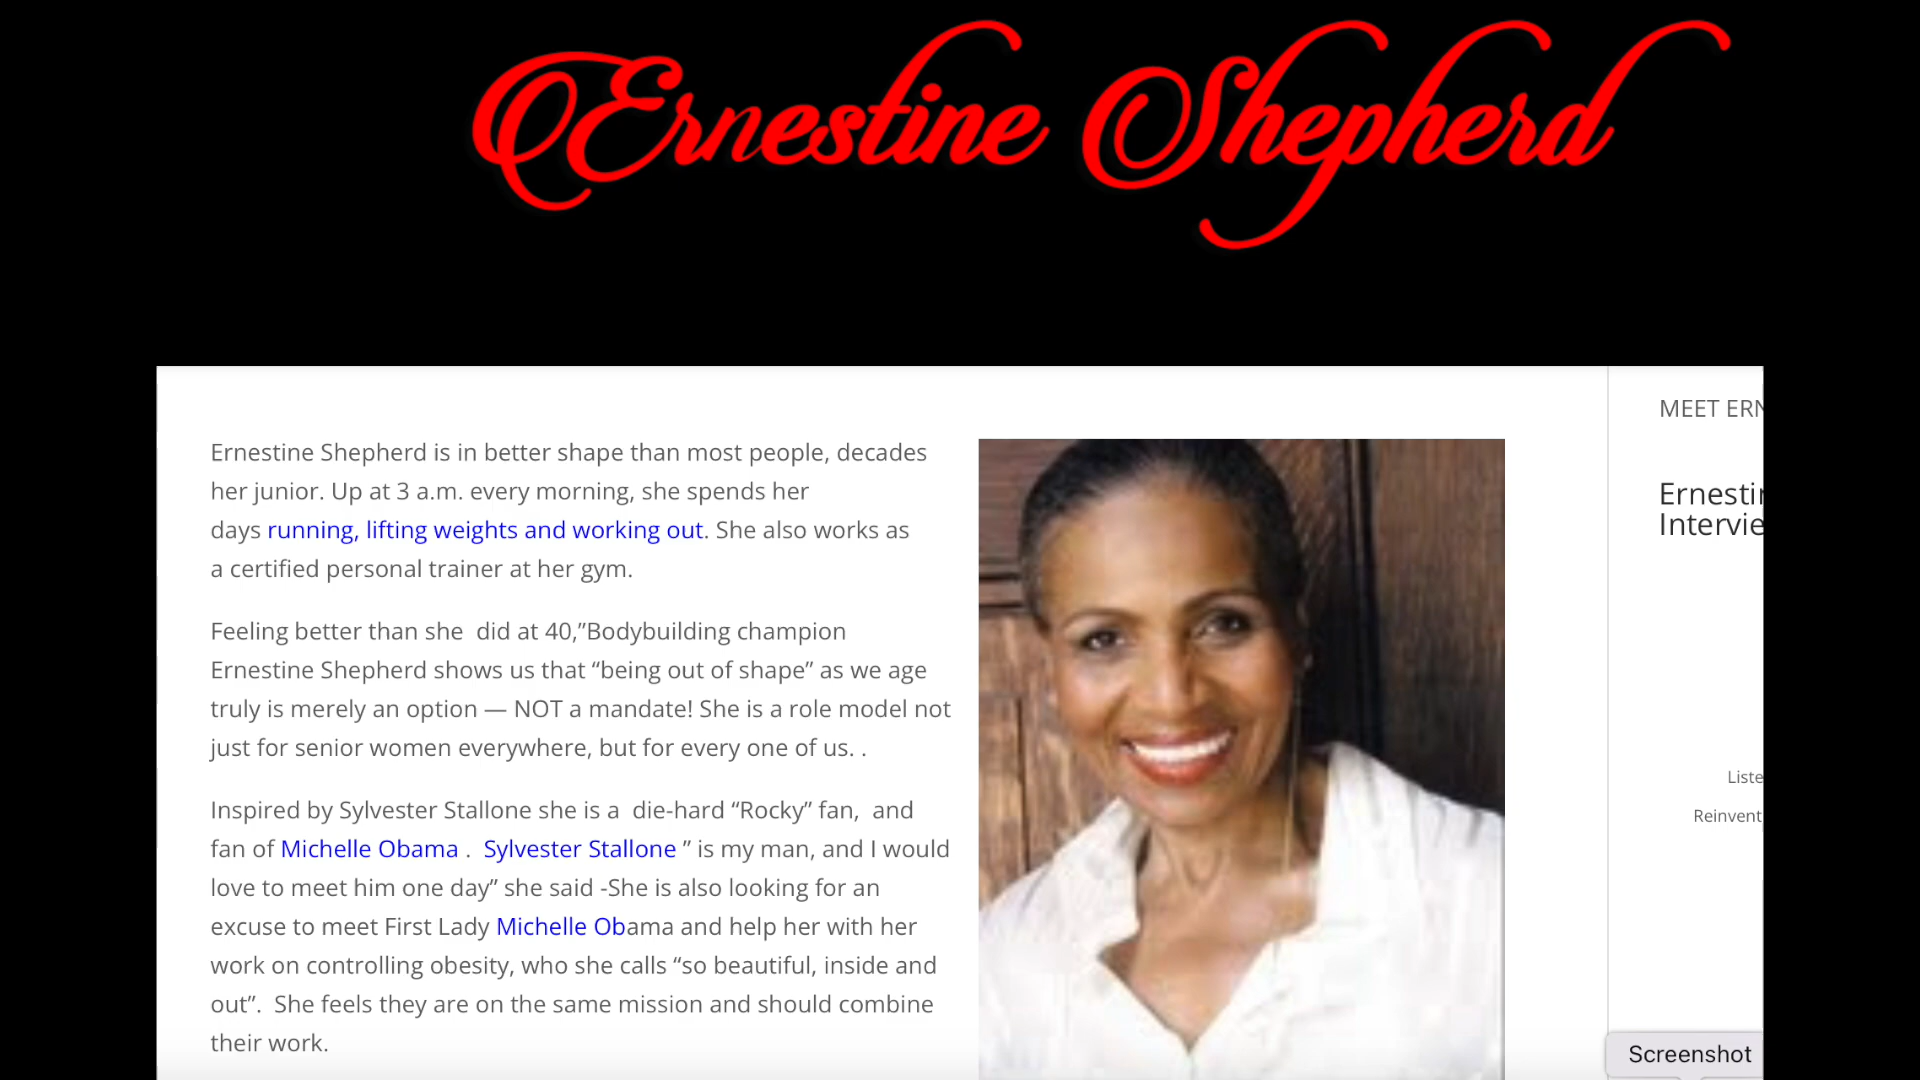 Ernestine Shepherd
Ernestine Shepherd is in better shape than most people, decades
her junior. Up at 3 a.m. every morning, she spends her
days running, lifting weights and working out. She also works as
a certified personal trainer at her gym.
Feeling better than she  did at 40,”Bodybuilding champion
Ernestine Shepherd shows us that “being out of shape” as we age
truly is merely an option — NOT a mandate! She is a role model not
just for senior women everywhere, but for every one of us. .
Inspired by Sylvester Stallone she is a  die-hard “Rocky” fan,  and
fan of Michelle Obama .  Sylvester Stallone ” is my man, and I would
love to meet him one day” she said -She is also looking for an
excuse to meet First Lady Michelle Obama and help her with her
work on controlling obesity, who she calls “so beautiful, inside and
out”.  She feels they are on the same mission and should combine
their work.
MEET ERN
Ernestin
Intervie
Liste
Reinvent
Screenshot